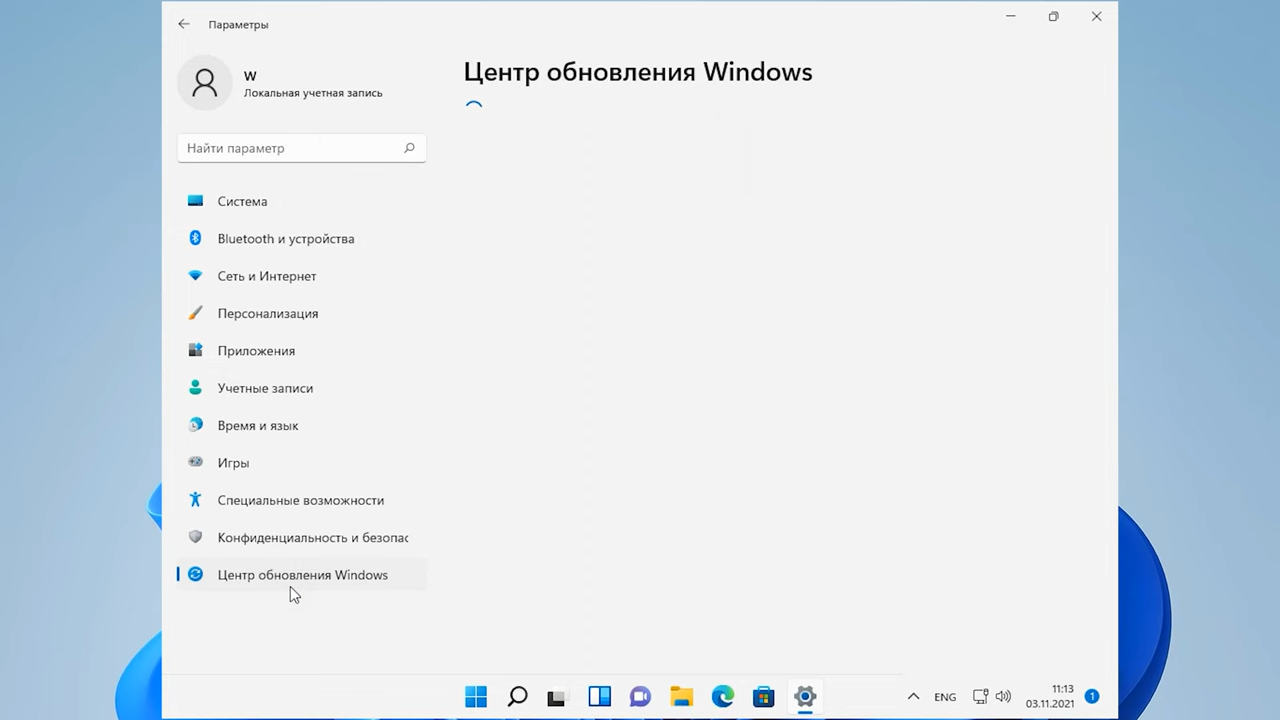 Параметры
W
Локальная учетная запись
Найти параметр
Система
Bluetooth и устройства
Сеть и Интернет
Персонализация
Приложения
Учетные записи
Время и язык
Игры
Специальные возможности
Конфиденциальность и безопас
Центр обновления Windows
Центр обновления Windows
ENG
11:13
03.11.2021
1